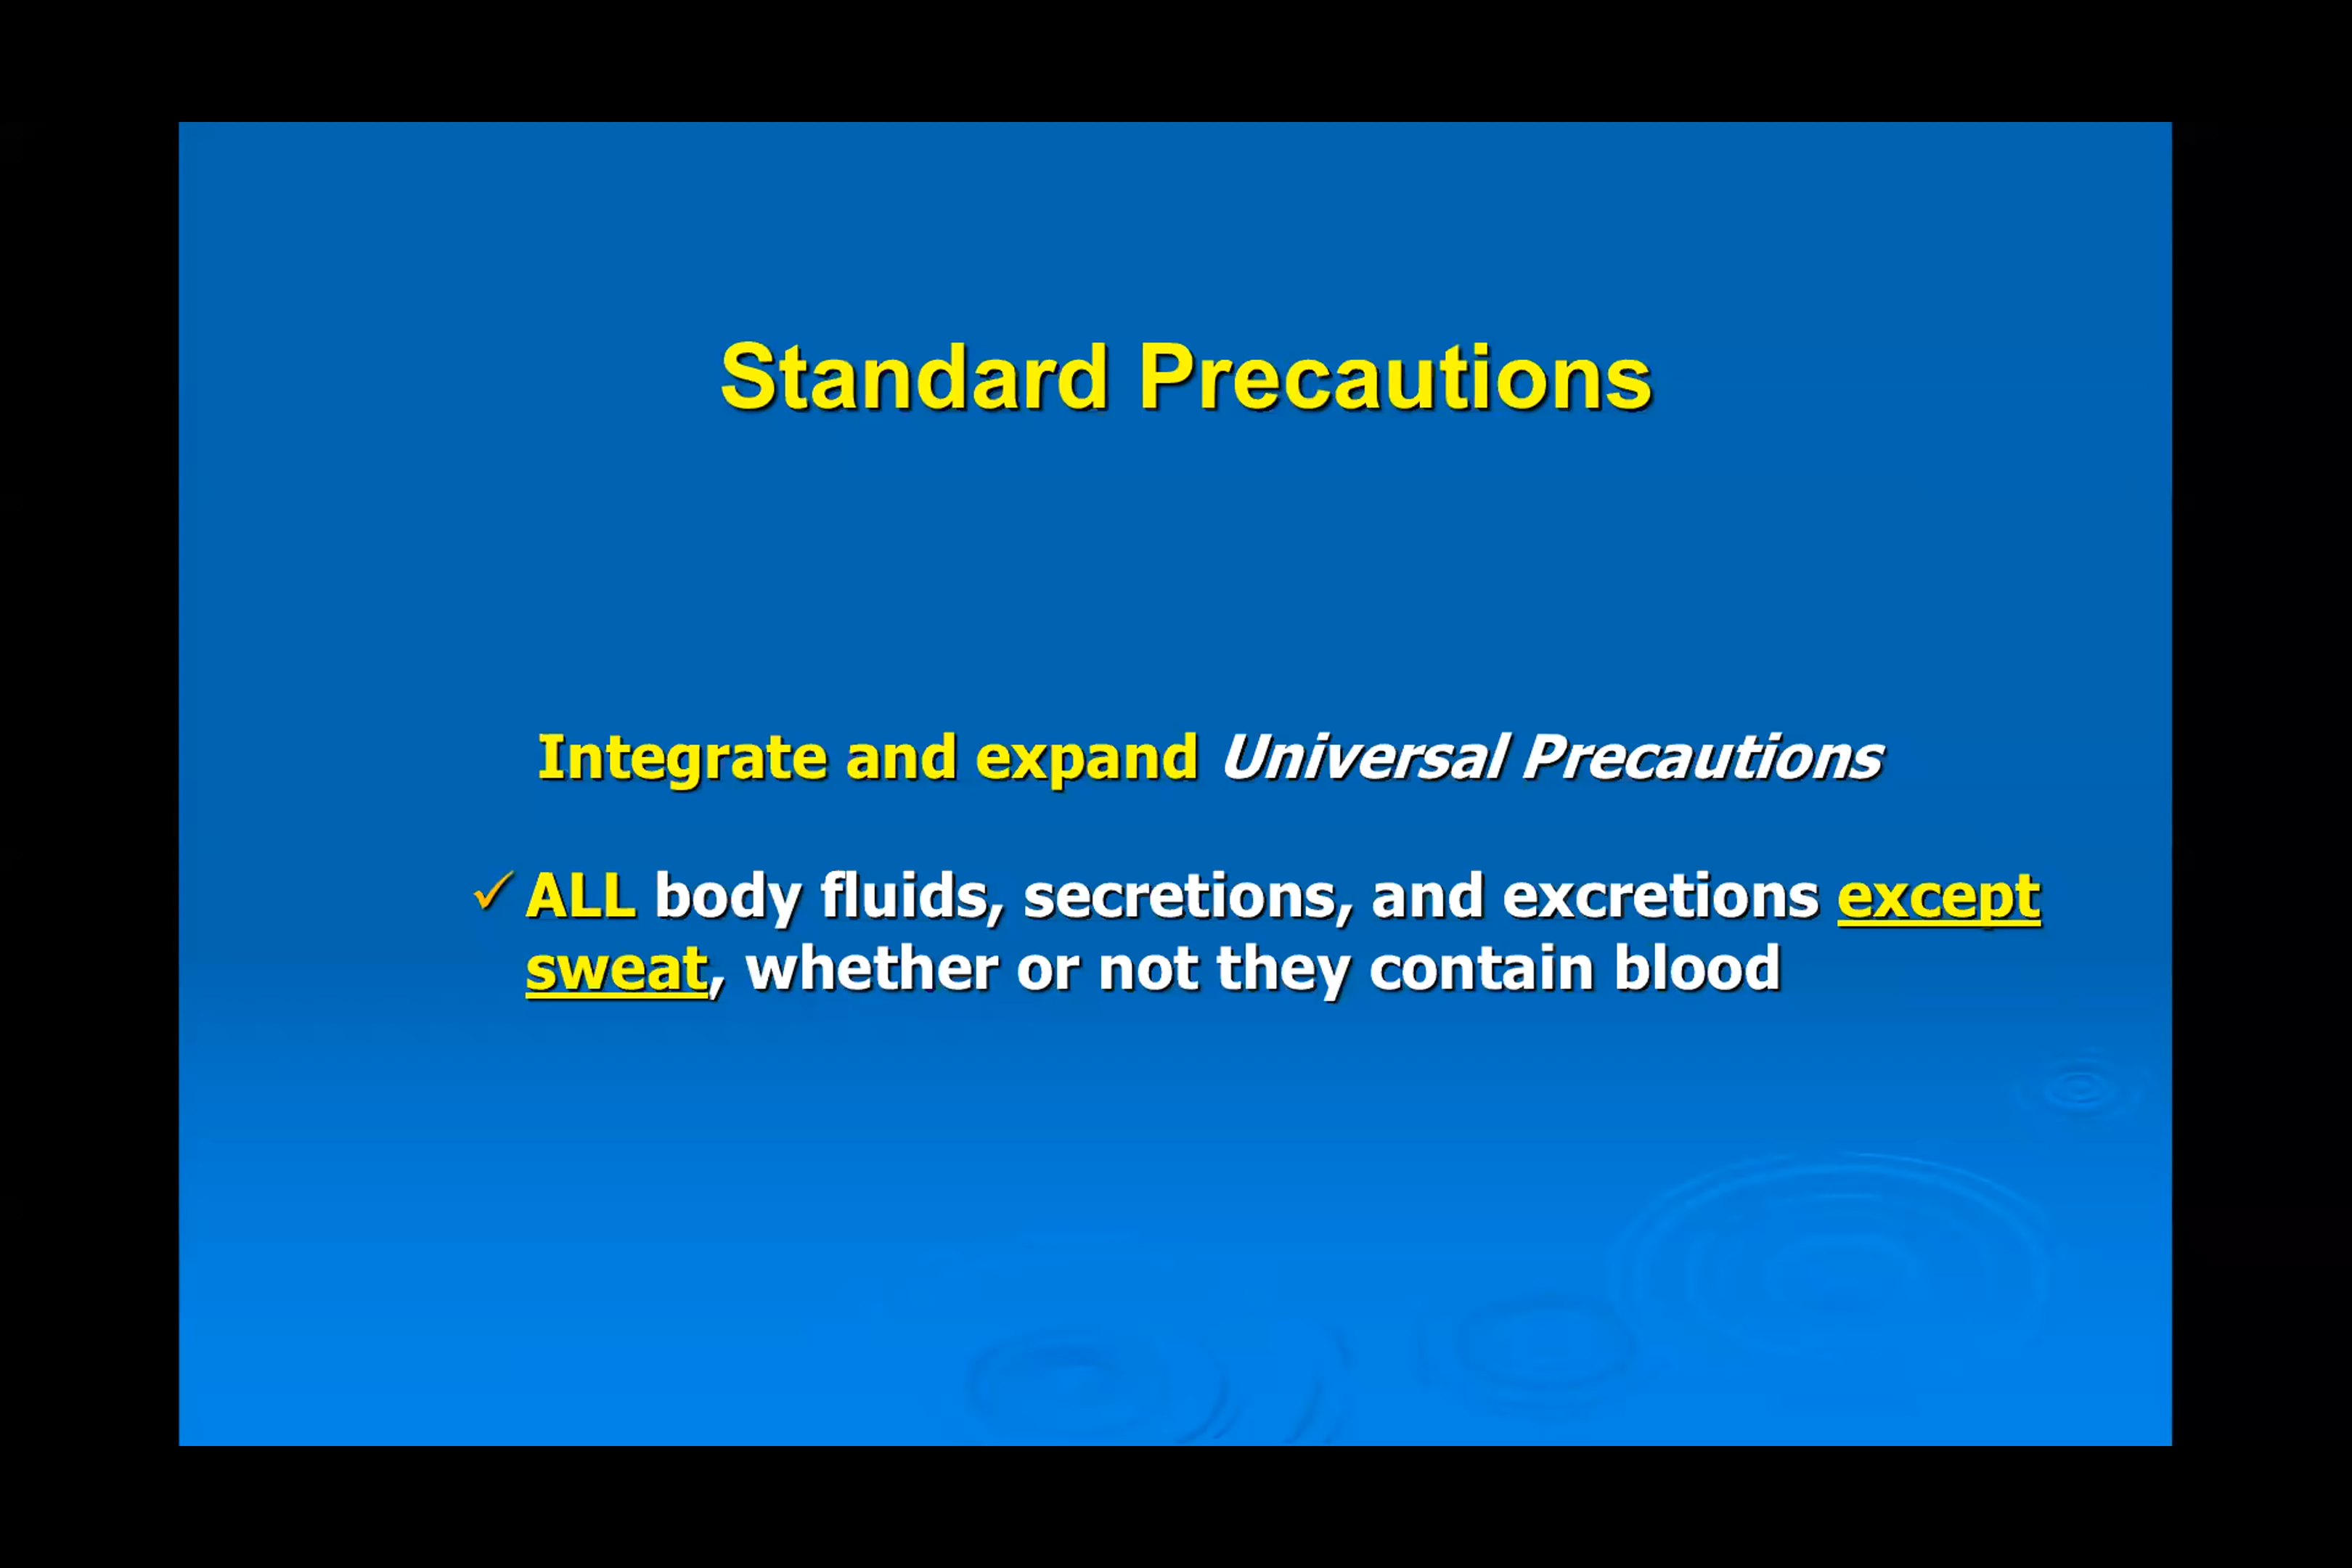 Standard Precautions
Integrate and expand Universal Precautions
✓ ALL body fluids, secretions, and excretions except
sweat, whether or not they contain blood